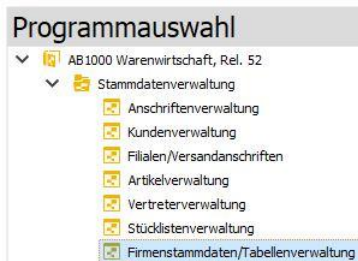 Programmauswahl
AB1000 Warenwirtschaft, Rel. 52
Stammdatenverwaltung
Anschriftenverwaltung
Kundenverwaltung
Filialen/Versandanschriften
Artikelverwaltung
Vertreterverwaltung
Stücklistenverwaltung
Firmenstammdaten/Tabellenverwaltung